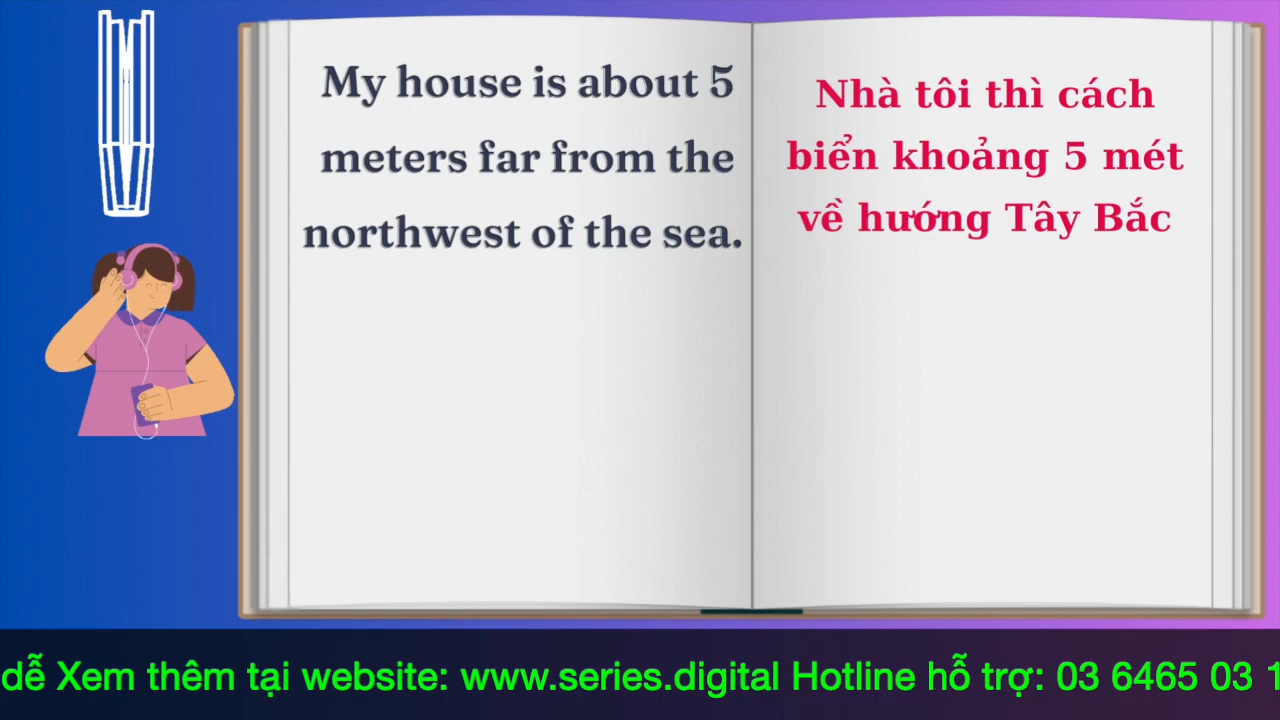 My house is about 5
meters far from the
northwest of the sea.
Nhà tôi thì cách
biển khoảng 5 mét
về hướng Tây Bắc
dễ Xem thêm tại website: www.series.digital Hotline hỗ trợ: 03 6465 03 1